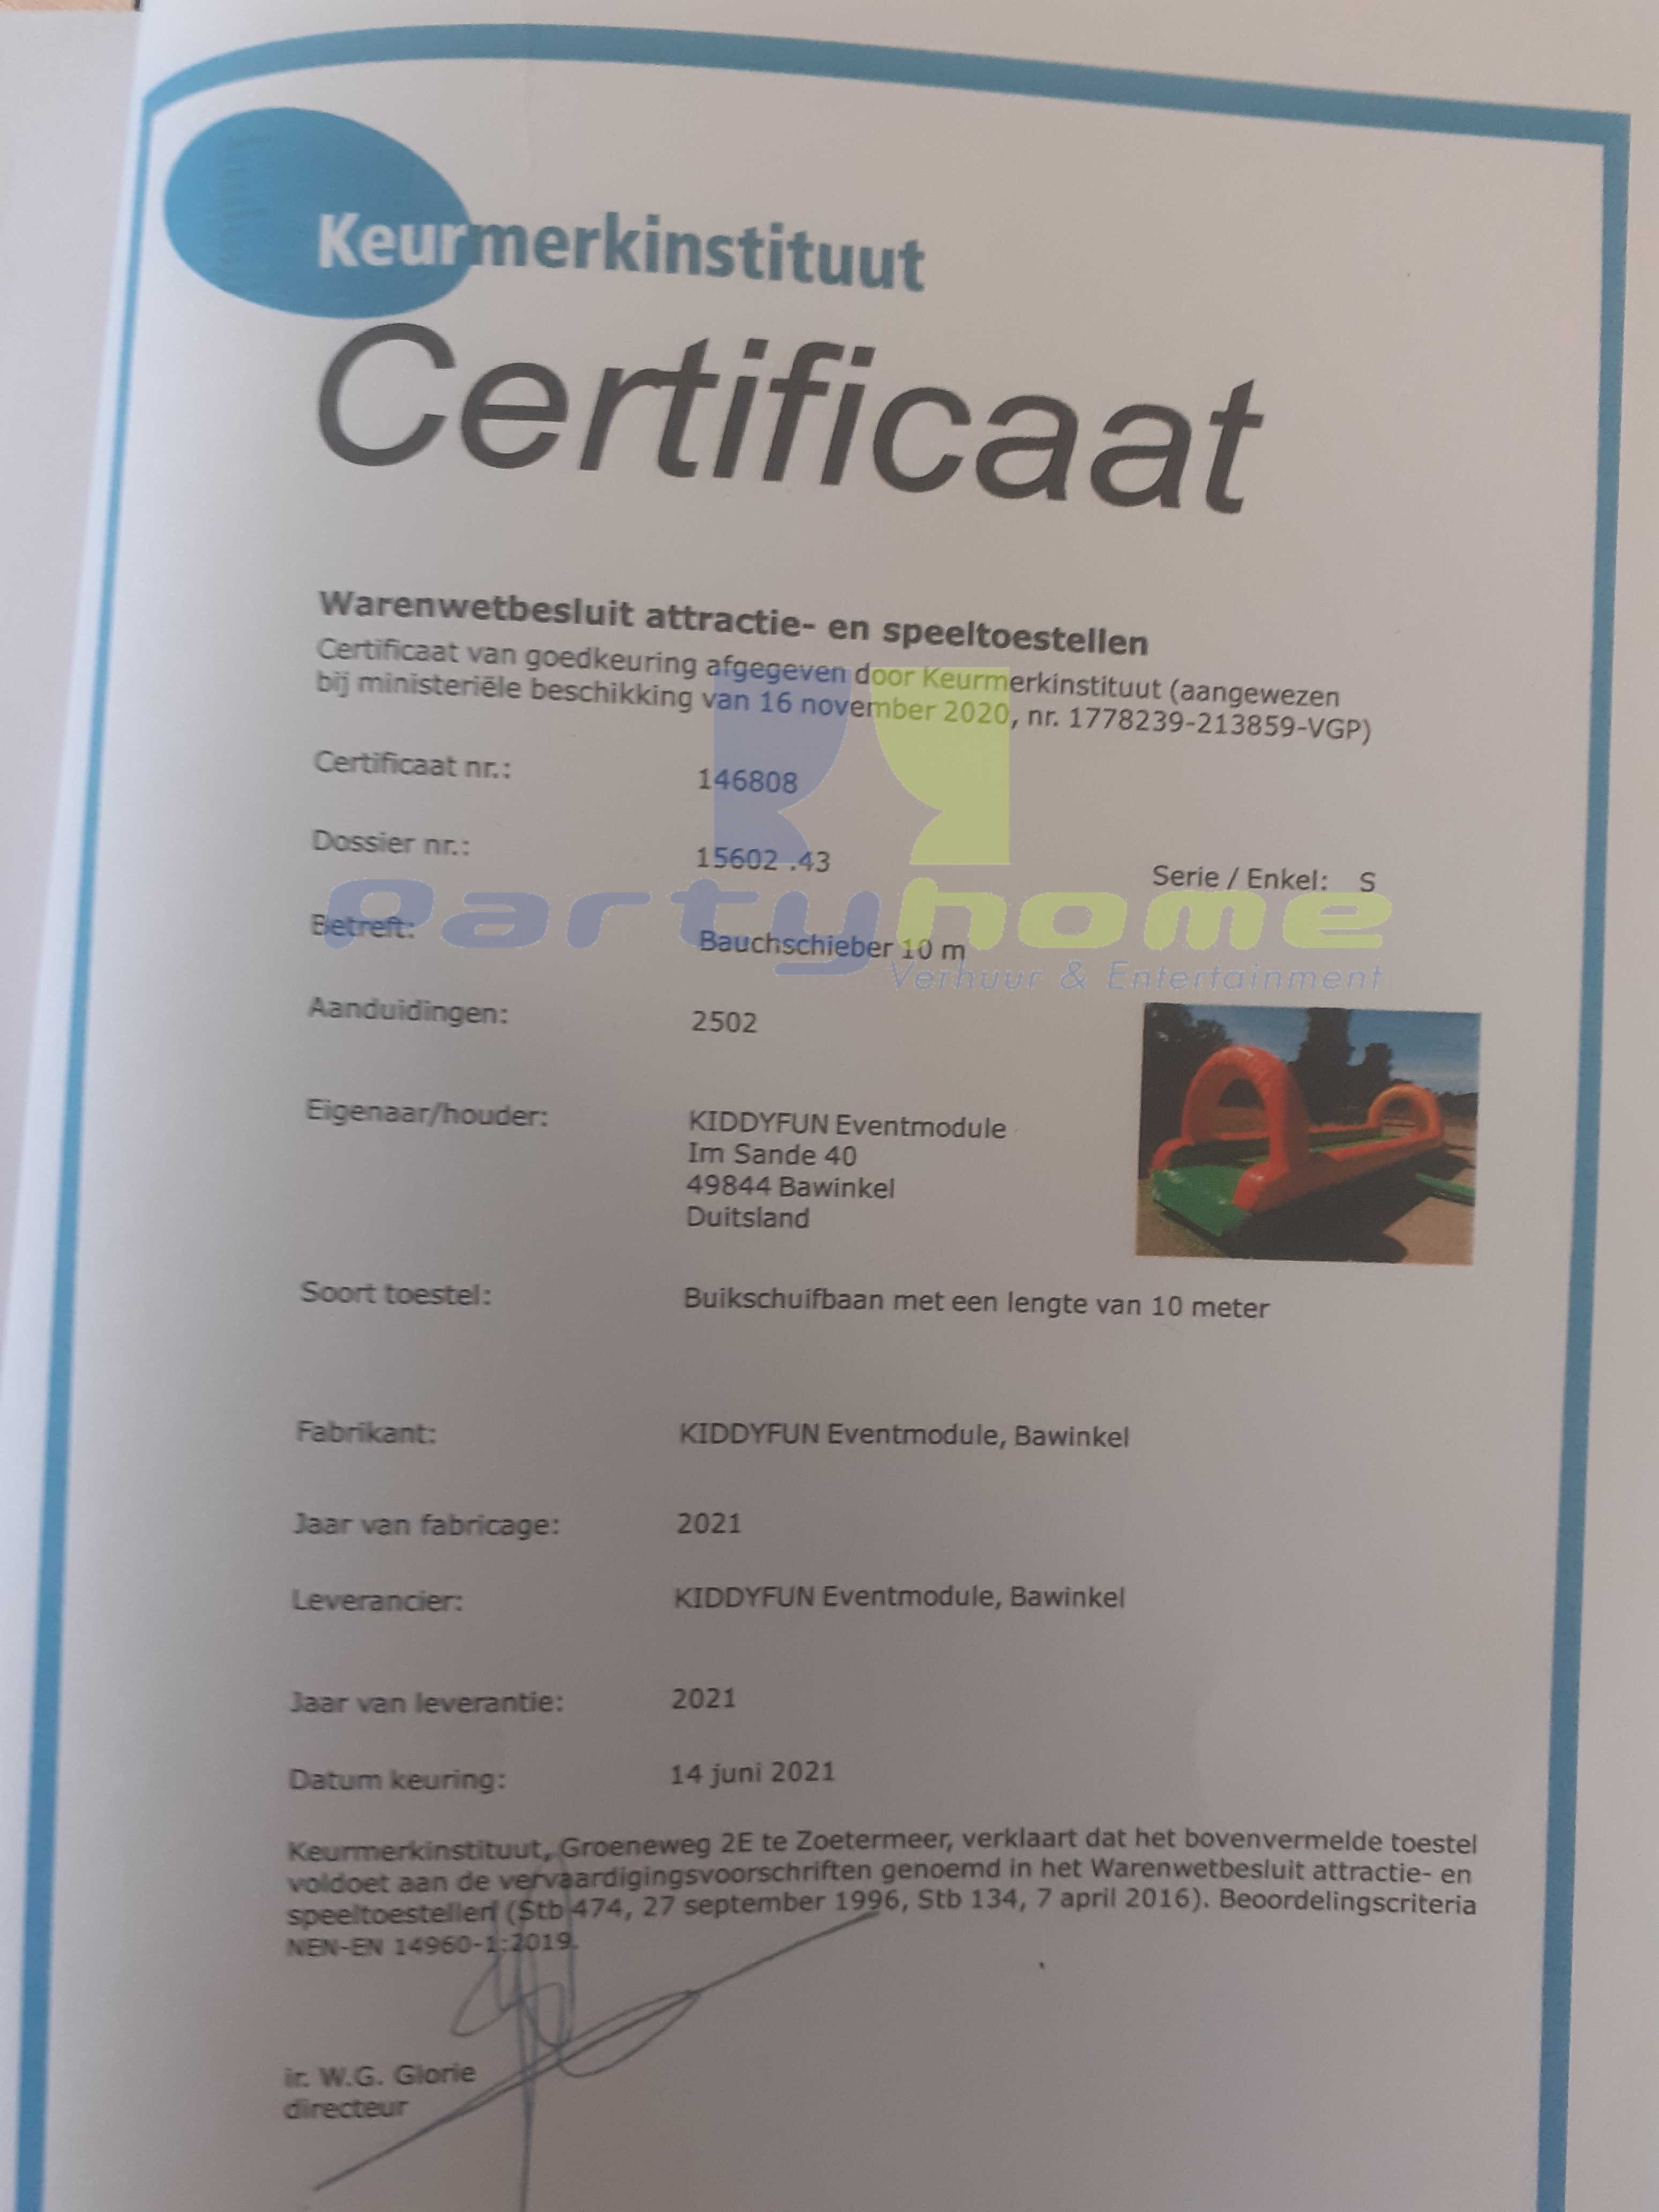 Keurmerkinstituut
Certificaat
Warenwetbesluit attractie- en speeltoestellen
Certificaat van goedkeuring afgegeven door Keurmerkinstituut (aangewezen
bij ministeriële beschikking van 16 november 2020, nr. 1778239-213859-VGP)
Certificaat nr.: 146808
Dossier nr.: 15602 .43 Serie / Enkel: S
partyhome
Verhuur & Entertainment
Betreft: Bauchschieber 10 m
Aanduidingen: 2502
Eigenaar/houder: KIDDYFUN Eventmodule
Im Sande 40
49844 Bawinkel
Duitsland
Soort toestel: Buikschuifbaan met een lengte van 10 meter
Fabrikant: KIDDYFUN Eventmodule, Bawinkel
Jaar van fabricage: 2021
Leverancier: KIDDYFUN Eventmodule, Bawinkel
Jaar van leverantie: 2021
Datum keuring: 14 juni 2021
Keurmerkinstituut, Groeneweg 2E te Zoetermeer, verklaart dat het bovenvermelde toestel
voldoet aan de vervaardigingsvoorschriften genoemd in het Warenwetbesluit attractie- en
speeltoestellen (Stb 474, 27 september 1996, Stb 134, 7 april 2016). Beoordelingscriteria
NEN-EN 14960-1:2019.
ir. W.G. Glorie
directeur